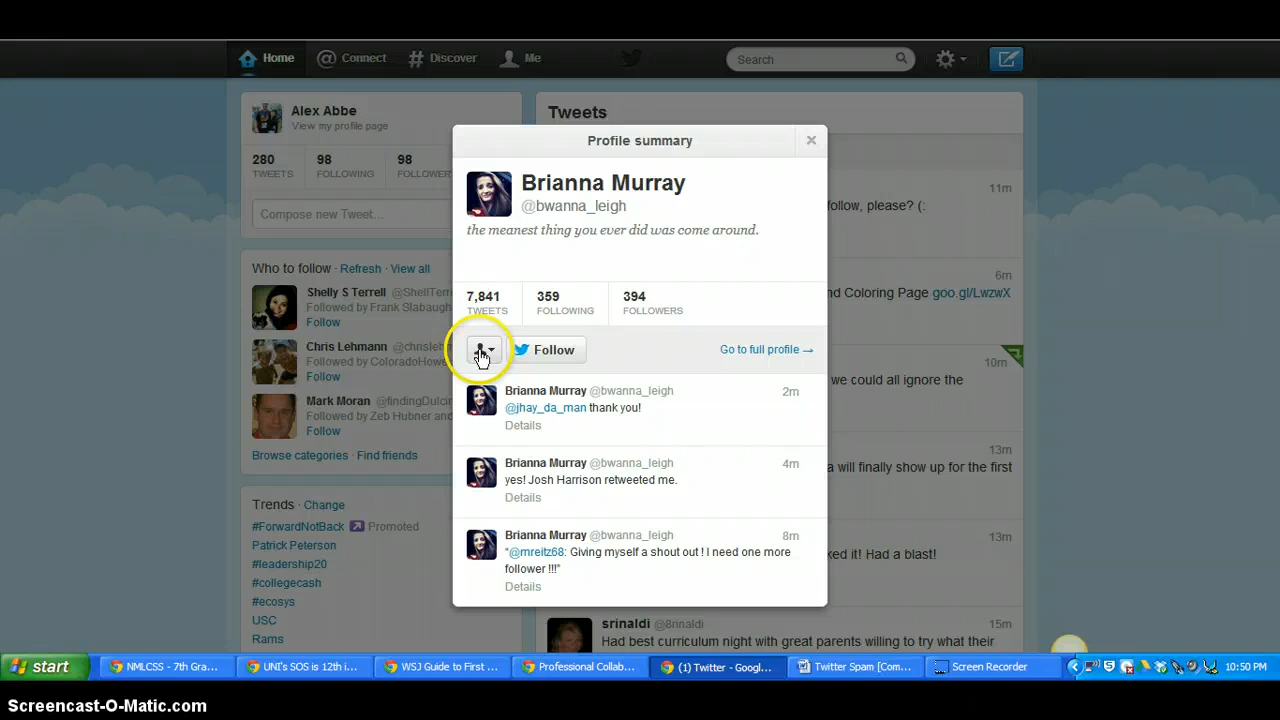 Home
Connect
Discover
Me
Search
Alex Abbe
View my profile page
280
TWEETS
98
FOLLOWING
98
FOLLOWER
Compose new Tweet...
Who to follow · Refresh · View all
Shelly S Terrell @ShellTerr
Followed by Frank Slabaugh
Follow
Chris Lehmann @chrisleh
Followed by ColoradoHow
Follow
Mark Moran @findingDulcin
Followed by Zeb Hubner and
Follow
Browse categories · Find friends
Trends · Change
#ForwardNotBack Promoted
Patrick Peterson
#leadership20
#collegecash
#ecosys
USC
Rams
Tweets
11m
follow, please? (:
6m
nd Coloring Page goo.gl/LwzwX
10m
we could all ignore the
13m
a will finally show up for the first
13m
ked it! Had a blast!
srinaldi @8rinaldi
15m
Had best curriculum night with great parents willing to try what their
Profile summary
×
Brianna Murray
@bwanna_leigh
the meanest thing you ever did was come around.
7,841
TWEETS
359
FOLLOWING
394
FOLLOWERS
Follow
Go to full profile →
Brianna Murray @bwanna_leigh 2m
@jhay_da_man thank you!
Details
Brianna Murray @bwanna_leigh 4m
yes! Josh Harrison retweeted me.
Details
Brianna Murray @bwanna_leigh 8m
“@mreitz68: Giving myself a shout out ! I need one more
follower !!!”
Details
start
NMLCSS - 7th Gra...
UNI's SOS is 12th i...
WSJ Guide to First ...
Professional Collab...
(1) Twitter - Googl...
Twitter Spam [Com...
Screen Recorder
10:50 PM
Screencast-O-Matic.com